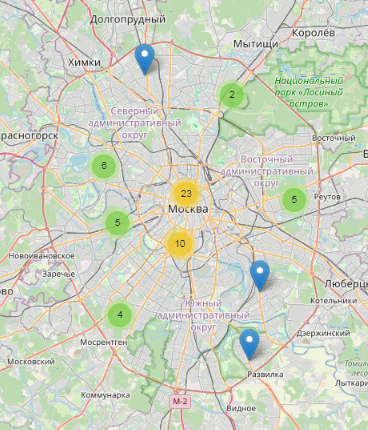 Долгопрудный
Королёв
Мытищи
Химки
Национальный
парк «Лосиный
остров»
2
Северный
административный
округ
расногорск
Восточный
6
Восточный
административный
округ
23
5
Реутов
Москва
5
10
Новоивановское
Заречье
Люберцы
ово
Котельники
Южный
административный
округ
4
Дзержинский
Мосрентген
Московский
Развилка
Лыткари
Коммунарка
М-2
Видное